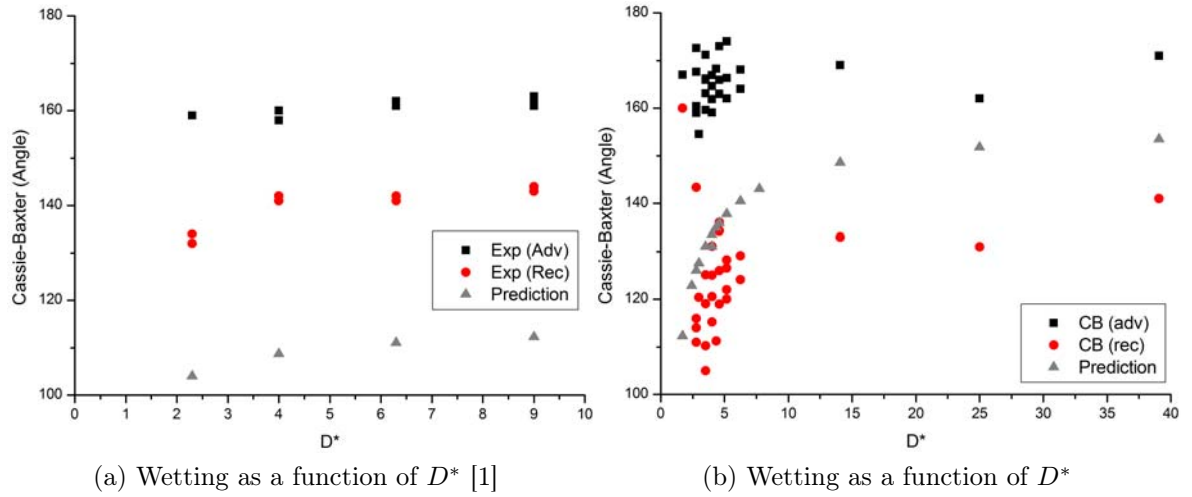 180
160
140
120
100
Cassie-Baxter (Angle)
0 1 2 3 4 5 6 7 8 9 10
D*
Exp (Adv)
Exp (Rec)
Prediction
(a) Wetting as a function of D* [1]
180
160
140
120
100
Cassie-Baxter (Angle)
0 5 10 15 20 25 30 35 40
D*
CB (adv)
CB (rec)
Prediction
(b) Wetting as a function of D*